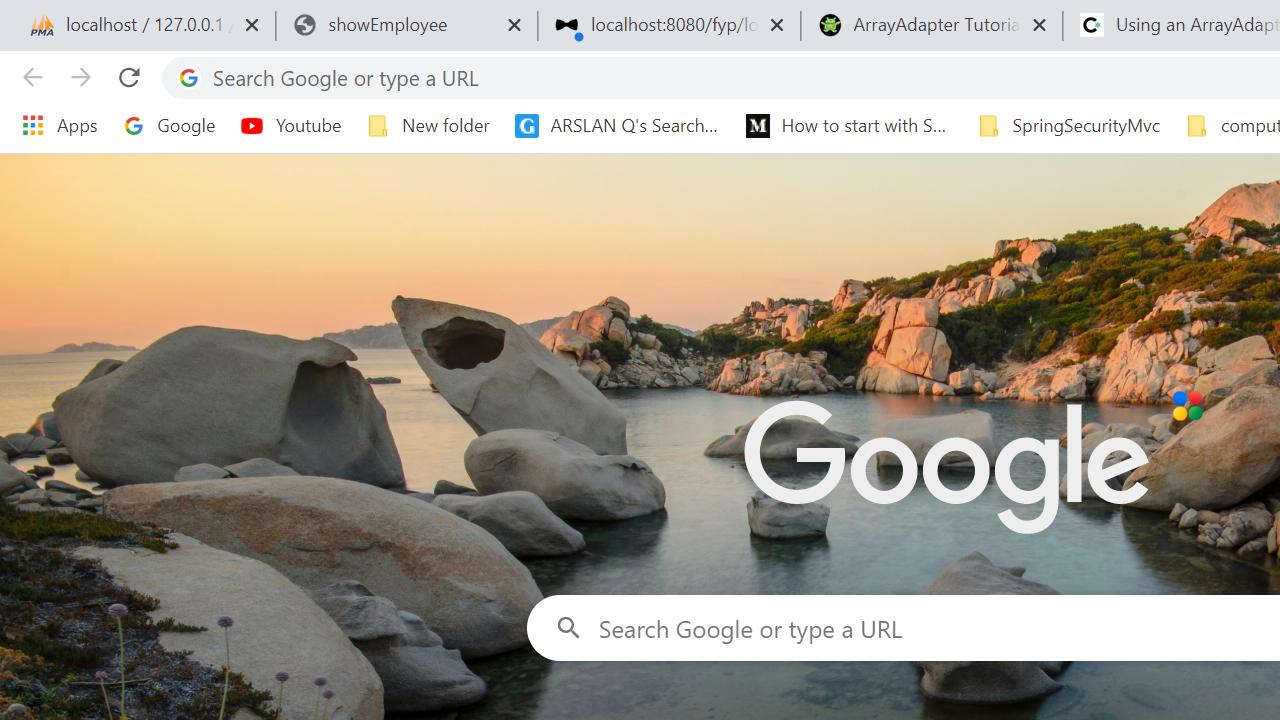 localhost / 127.0.0.1 /
showEmployee
localhost:8080/fyp/lo
ArrayAdapter Tutoria
Using an ArrayAdapt
Search Google or type a URL
Apps
Google
Youtube
New folder
G
ARSLAN Q's Search...
M
How to start with S...
SpringSecurityMvc
comput
Google
Search Google or type a URL